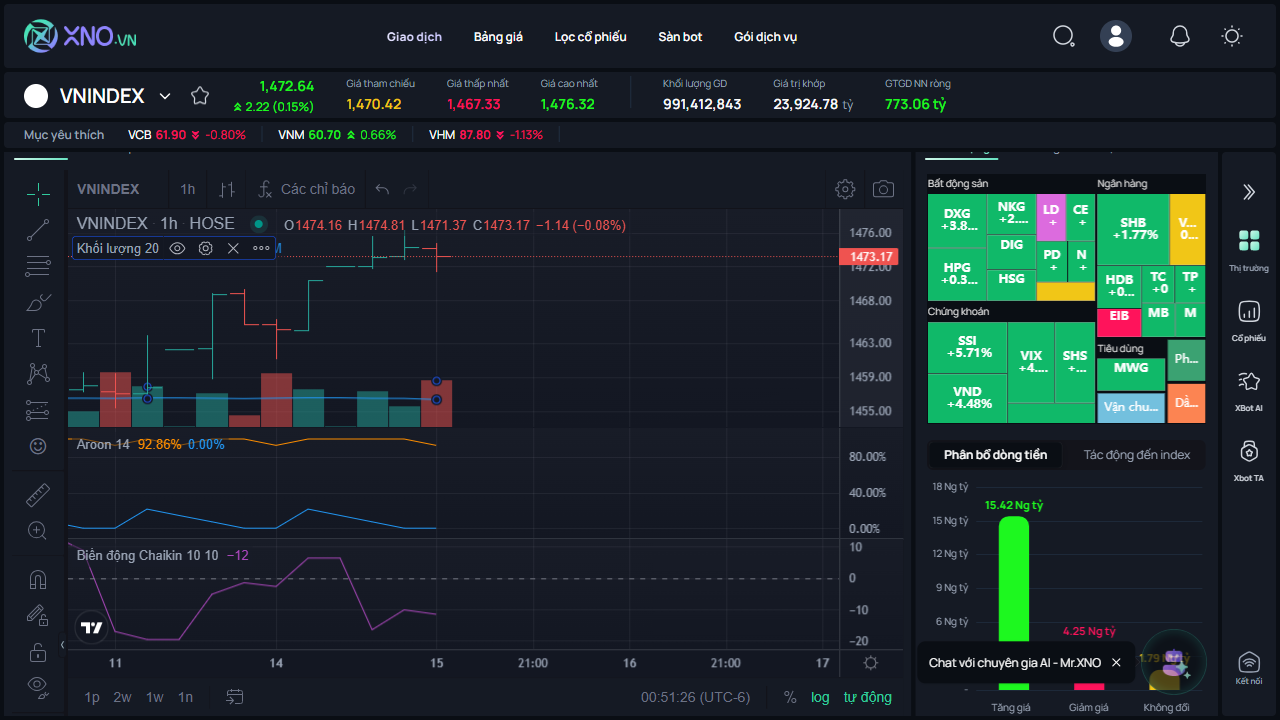 XNO.VN
Giao dịch
Bảng giá
Lọc cổ phiếu
Sàn bot
Gói dịch vụ
VNINDEX
1,472.64
2.22 (0.15%)
Giá tham chiếu
1,470.42
Giá thấp nhất
1,467.33
Giá cao nhất
1,476.32
Khối lượng GD
991,412,843
Giá trị khớp
23,924.78 tỷ
GTGD NN ròng
773.06 tỷ
Mục yêu thích
VCB 61.90 -0.80%
VNM 60.70 0.66%
VHM 87.80 -1.13%
VNINDEX
1h
Các chỉ báo
VNINDEX · 1h · HOSE
O1474.16 H1474.81 L1471.37 C1473.17 −1.14 (−0.08%)
Khối lượng 20
1476.00
1473.17
1472.00
1468.00
1463.00
1459.00
1455.00
Aroon 14 92.86% 0.00%
80.00%
40.00%
0.00%
Biến động Chaikin 10 10 −12
10
0
−10
−20
11
14
15
21:00
16
21:00
17
1p
2w
1w
1n
00:51:26 (UTC-6)
%
log
tự động
Bất động sản
DXG
+3.8...
NKG
+2....
LD
+
CE
+
HPG
+0.3...
DIG
HSG
PD
+
N
+
Ngân hàng
SHB
+1.77%
V...
0...
HDB
+0...
TC
+0
TP
+
EIB
MB
M
Chứng khoán
SSI
+5.71%
VND
+4.48%
VIX
+4....
SHS
+...
Tiêu dùng
MWG
Ph...
Vận chu...
Dầ...
Phân bổ dòng tiền
Tác động đến index
18 Ng tỷ
15 Ng tỷ
12 Ng tỷ
9 Ng tỷ
6 Ng tỷ
15.42 Ng tỷ
4.25 Ng tỷ
1.79 Ng tỷ
Tăng giá
Giảm giá
Không đổi
Chat với chuyên gia AI - Mr.XNO
Thị trường
Cổ phiếu
XBot AI
Xbot TA
Kết nối